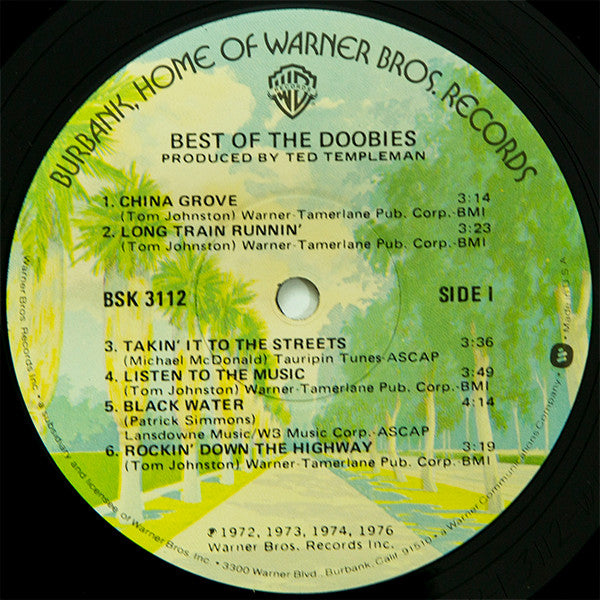 BURBANK, HOME OF WARNER BROS. RECORDS
WB
RECORDS
BEST OF THE DOOBIES
PRODUCED BY TED TEMPLEMAN
1. CHINA GROVE 3:14
(Tom Johnston) Warner-Tamerlane Pub. Corp.-BMI
2. LONG TRAIN RUNNIN' 3:23
(Tom Johnston) Warner-Tamerlane Pub. Corp.-BMI
BSK 3112 SIDE I
3. TAKIN' IT TO THE STREETS 3:36
(Michael McDonald) Tauripin Tunes-ASCAP
4. LISTEN TO THE MUSIC 3:49
(Tom Johnston) Warner-Tamerlane Pub. Corp.-BMI
5. BLACK WATER 4:14
(Patrick Simmons)
Lansdowne Music/W3 Music Corp.-ASCAP
6. ROCKIN' DOWN THE HIGHWAY 3:19
(Tom Johnston) Warner-Tamerlane Pub. Corp.-BMI
℗ 1972, 1973, 1974, 1976
Warner Bros. Records Inc.
Warner Bros. Records Inc. • a subsidiary and licensee of Warner Bros. Inc. • 3300 Warner Blvd., Burbank, Calif. 91510 • a Warner Communications Company • Made in U.S.A.